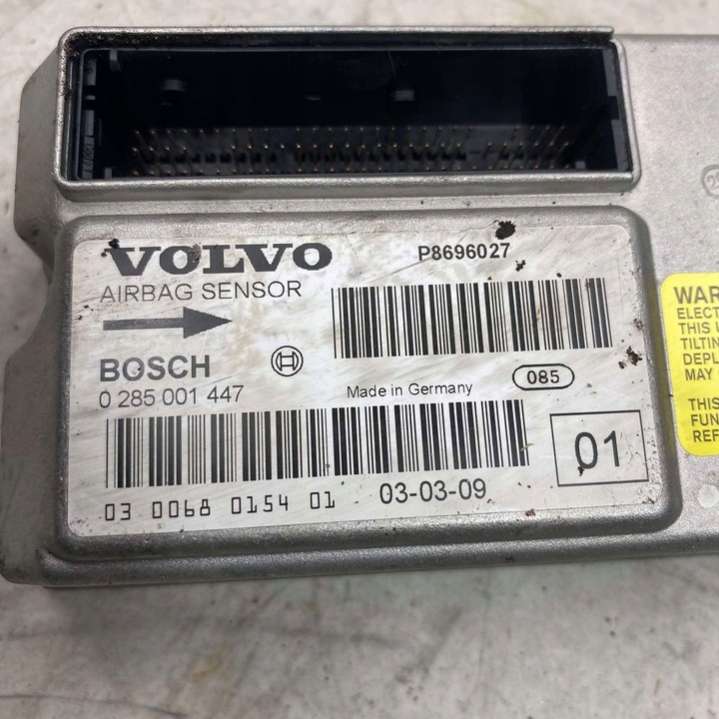 VOLVO
P8696027
AIRBAG SENSOR
BOSCH
0 285 001 447
Made in Germany
085
03 0068 0154 01
03-03-09
01
WAR
ELECT
THIS
TILTIN
DEPL
MAY
THIS
FUN
REF